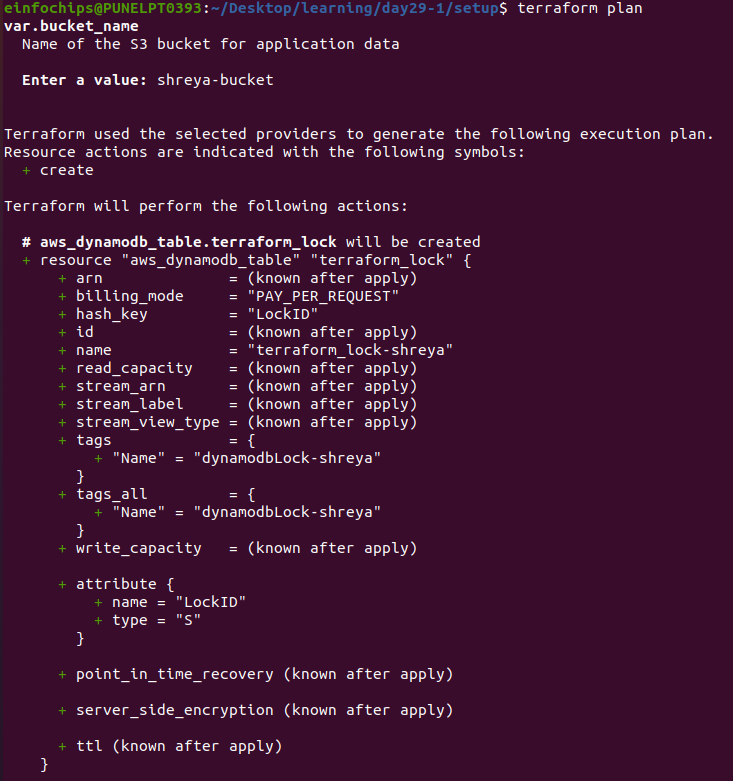 einfochips@PUNELPT0393:~/Desktop/learning/day29-1/setup$ terraform plan
var.bucket_name
  Name of the S3 bucket for application data

  Enter a value: shreya-bucket


Terraform used the selected providers to generate the following execution plan.
Resource actions are indicated with the following symbols:
  + create

Terraform will perform the following actions:

  # aws_dynamodb_table.terraform_lock will be created
  + resource "aws_dynamodb_table" "terraform_lock" {
      + arn              = (known after apply)
      + billing_mode     = "PAY_PER_REQUEST"
      + hash_key         = "LockID"
      + id               = (known after apply)
      + name             = "terraform_lock-shreya"
      + read_capacity    = (known after apply)
      + stream_arn       = (known after apply)
      + stream_label     = (known after apply)
      + stream_view_type = (known after apply)
      + tags             = {
          + "Name" = "dynamodbLock-shreya"
        }
      + tags_all         = {
          + "Name" = "dynamodbLock-shreya"
        }
      + write_capacity   = (known after apply)

      + attribute {
          + name = "LockID"
          + type = "S"
        }

      + point_in_time_recovery (known after apply)

      + server_side_encryption (known after apply)

      + ttl (known after apply)
    }